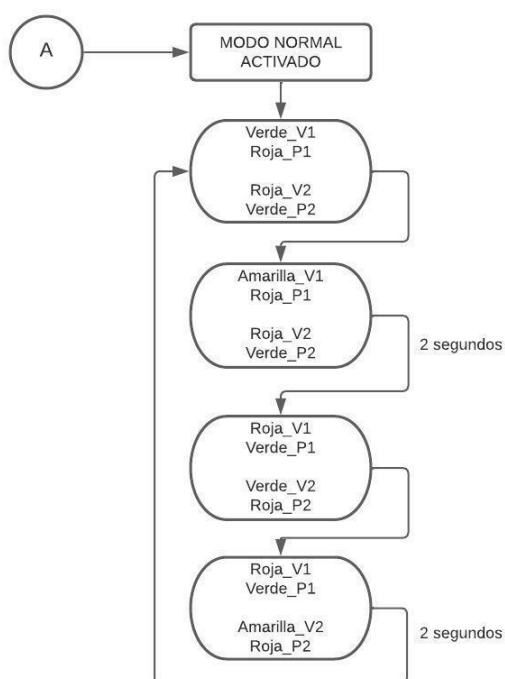 A
MODO NORMAL
ACTIVADO
Verde_V1
Roja_P1
Roja_V2
Verde_P2
Amarilla_V1
Roja_P1
Roja_V2
Verde_P2
2 segundos
Roja_V1
Verde_P1
Verde_V2
Roja_P2
Roja_V1
Verde_P1
Amarilla_V2
Roja_P2
2 segundos